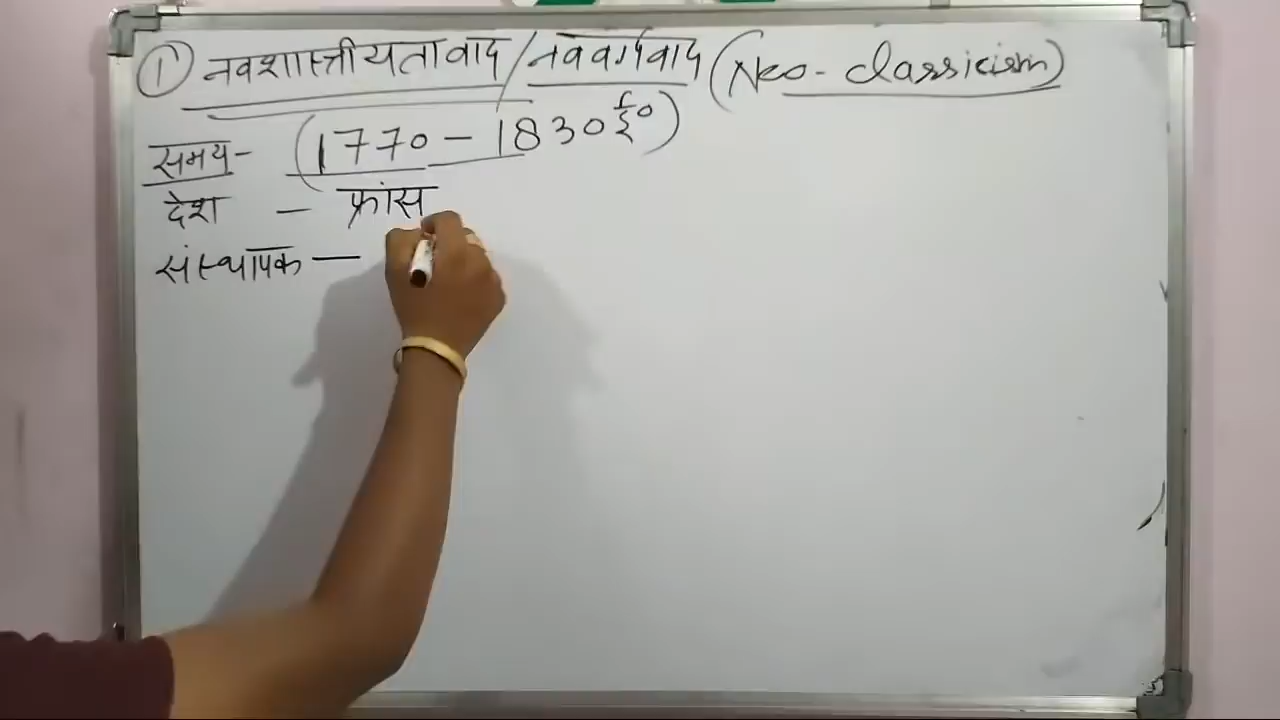 ① नवशास्त्रीयतावाद/नववर्गवाद (Neo-classicism)
समय- (1770 - 1830 ई०)
देश - फ्रांस
संस्थापक -